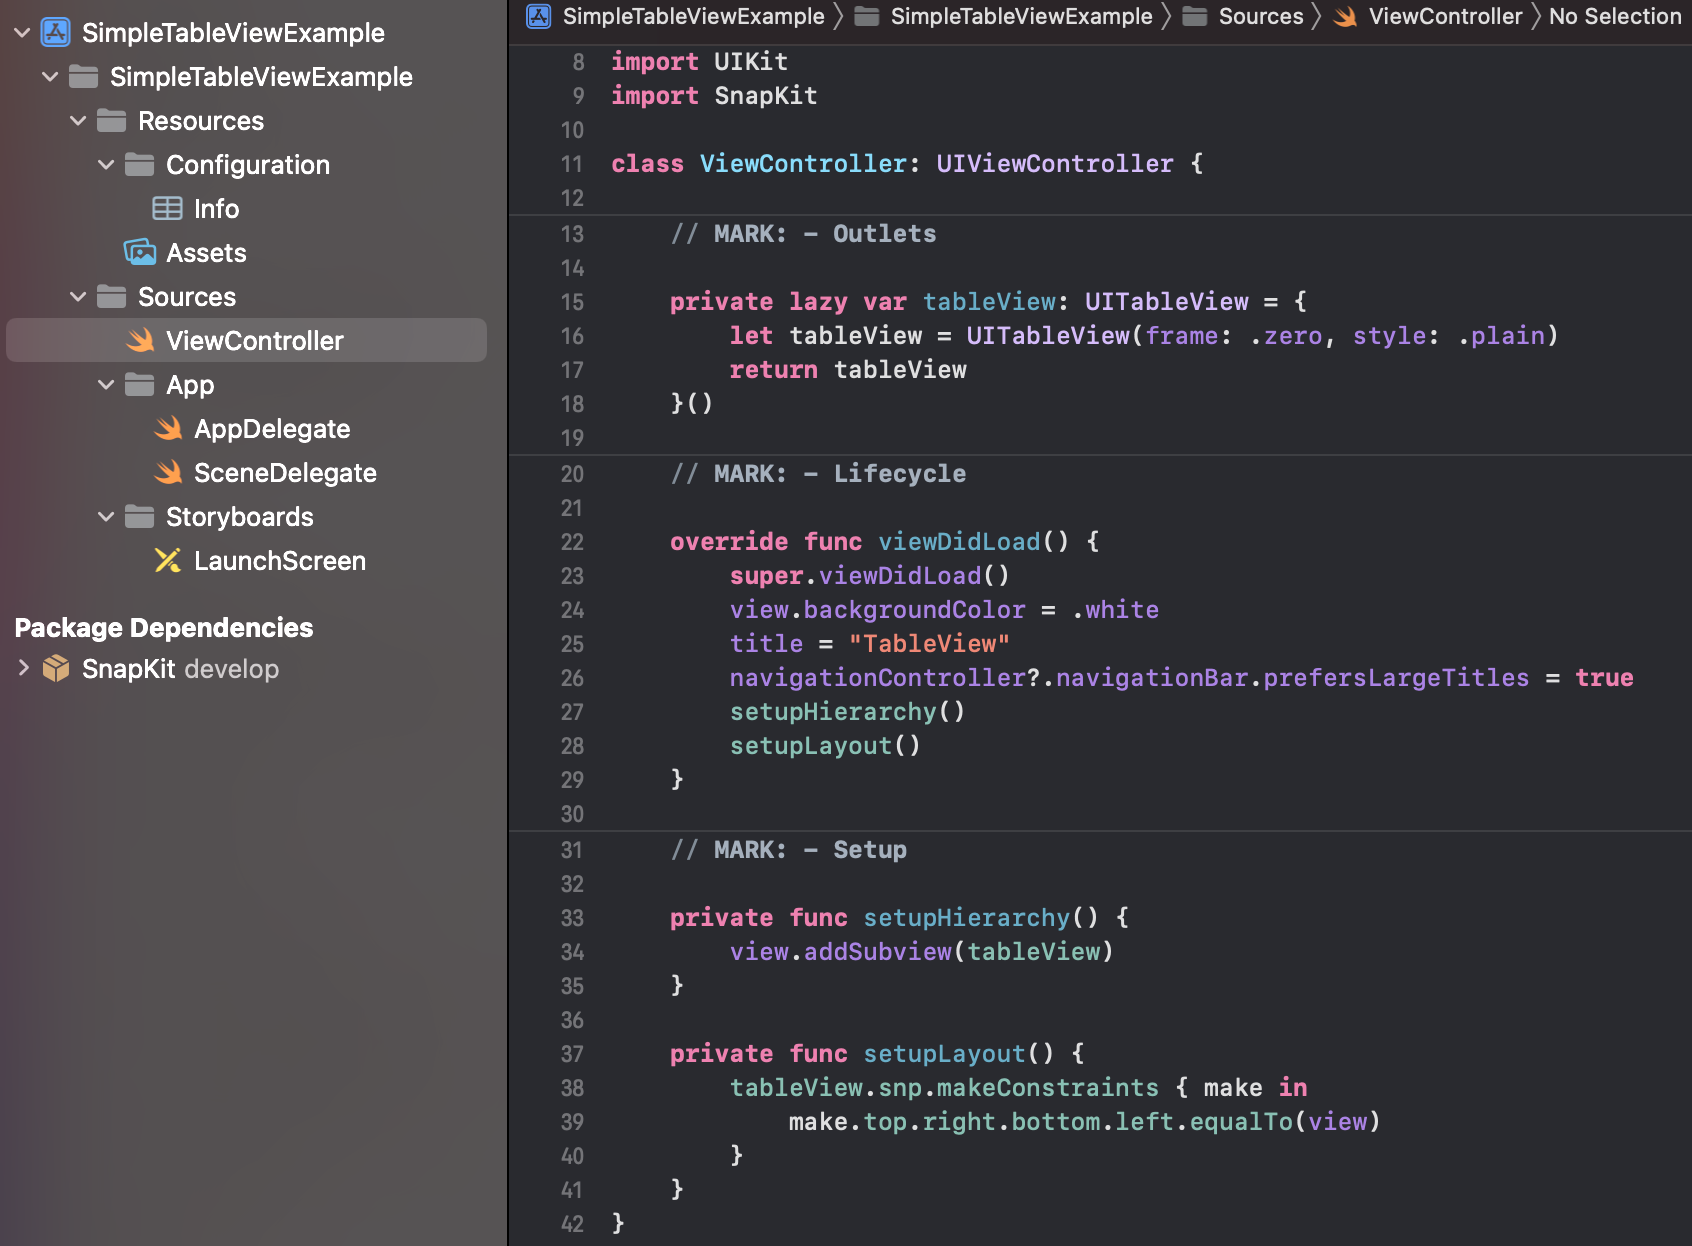 SimpleTableViewExample
SimpleTableViewExample
Resources
Configuration
Info
Assets
Sources
ViewController
App
AppDelegate
SceneDelegate
Storyboards
LaunchScreen
Package Dependencies
SnapKit develop
SimpleTableViewExample SimpleTableViewExample Sources ViewController No Selection
8 import UIKit
9 import SnapKit
10
11 class ViewController: UIViewController {
12
13     // MARK: - Outlets
14
15     private lazy var tableView: UITableView = {
16         let tableView = UITableView(frame: .zero, style: .plain)
17         return tableView
18     }()
19
20     // MARK: - Lifecycle
21
22     override func viewDidLoad() {
23         super.viewDidLoad()
24         view.backgroundColor = .white
25         title = "TableView"
26         navigationController?.navigationBar.prefersLargeTitles = true
27         setupHierarchy()
28         setupLayout()
29     }
30
31     // MARK: - Setup
32
33     private func setupHierarchy() {
34         view.addSubview(tableView)
35     }
36
37     private func setupLayout() {
38         tableView.snp.makeConstraints { make in
39             make.top.right.bottom.left.equalTo(view)
40         }
41     }
42 }